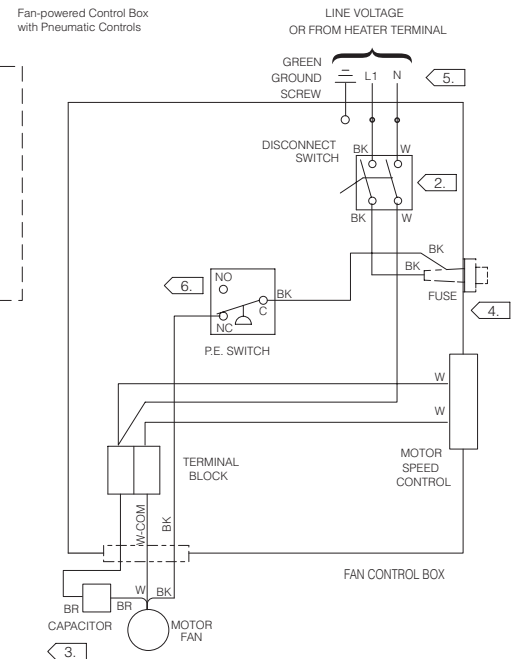 Fan-powered Control Box
with Pneumatic Controls
LINE VOLTAGE
OR FROM HEATER TERMINAL
GREEN
GROUND
SCREW
L1
N
5.
DISCONNECT
SWITCH
BK
W
2.
BK
W
BK
BK
FUSE
4.
6.
NO
BK
C
NC
P.E. SWITCH
W
W
MOTOR
SPEED
CONTROL
TERMINAL
BLOCK
W-COM
BK
FAN CONTROL BOX
W
BK
BR
BR
CAPACITOR
MOTOR
FAN
3.